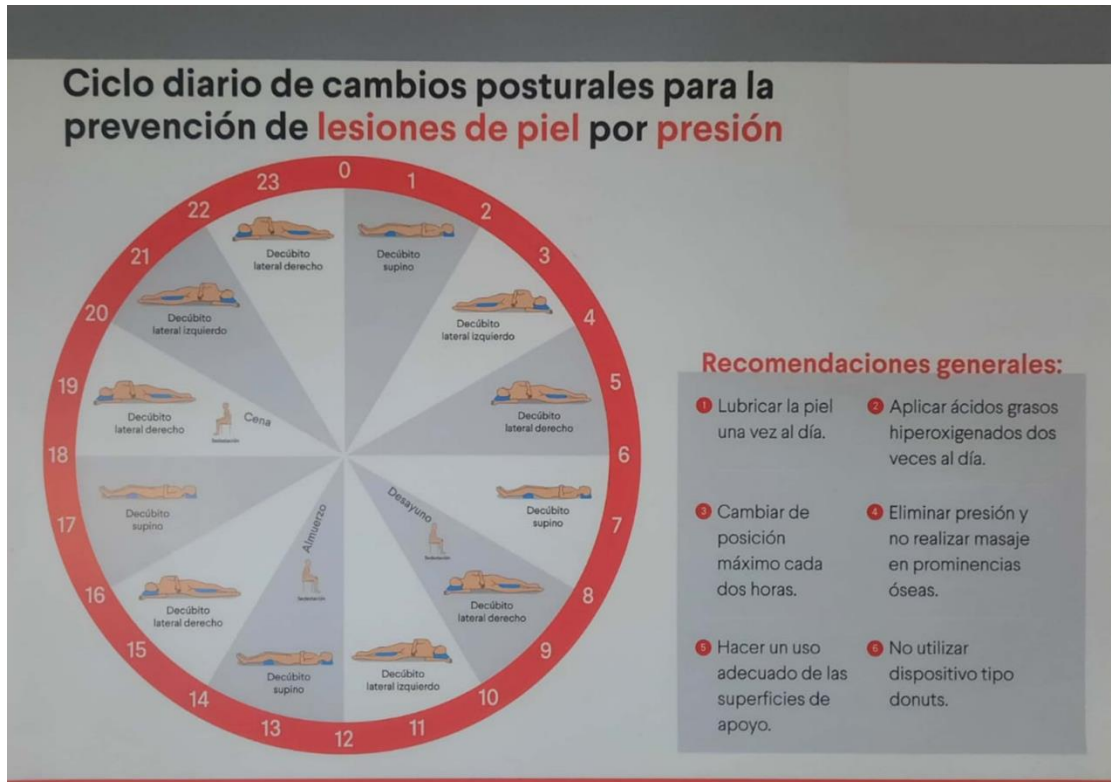 Ciclo diario de cambios posturales para la
prevención de lesiones de piel por presión
0
1
2
3
4
5
6
7
8
9
10
11
12
13
14
15
16
17
18
19
20
21
22
23
Decúbito
supino
Decúbito
lateral izquierdo
Decúbito
lateral derecho
Decúbito
supino
Desayuno
Sedestación
Decúbito
lateral derecho
Decúbito
lateral izquierdo
Almuerzo
Sedestación
Decúbito
supino
Decúbito
lateral derecho
Decúbito
supino
Decúbito
lateral derecho
Cena
Sedestación
Decúbito
lateral izquierdo
Decúbito
lateral derecho
Recomendaciones generales:
1 Lubricar la piel
una vez al día.
2 Aplicar ácidos grasos
hiperoxigenados dos
veces al día.
3 Cambiar de
posición
máximo cada
dos horas.
4 Eliminar presión y
no realizar masaje
en prominencias
óseas.
5 Hacer un uso
adecuado de las
superficies de
apoyo.
6 No utilizar
dispositivo tipo
donuts.